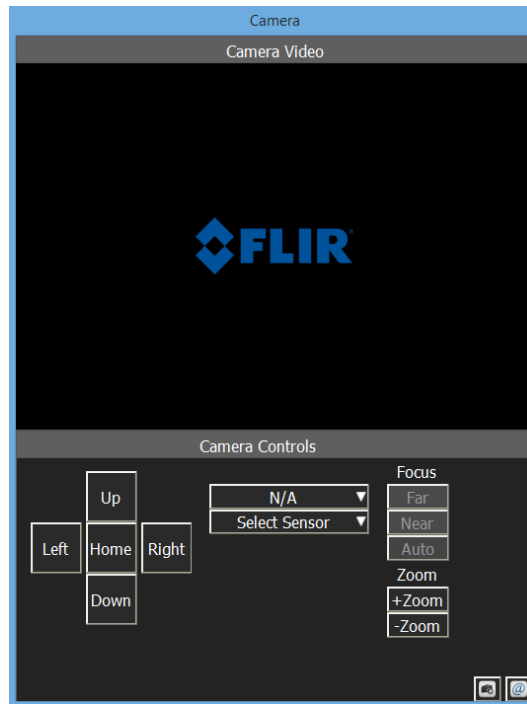 Camera
Camera Video
FLIR
Camera Controls
Focus
Up
N/A
Far
Select Sensor
Near
Left
Home
Right
Auto
Zoom
Down
+Zoom
-Zoom
@